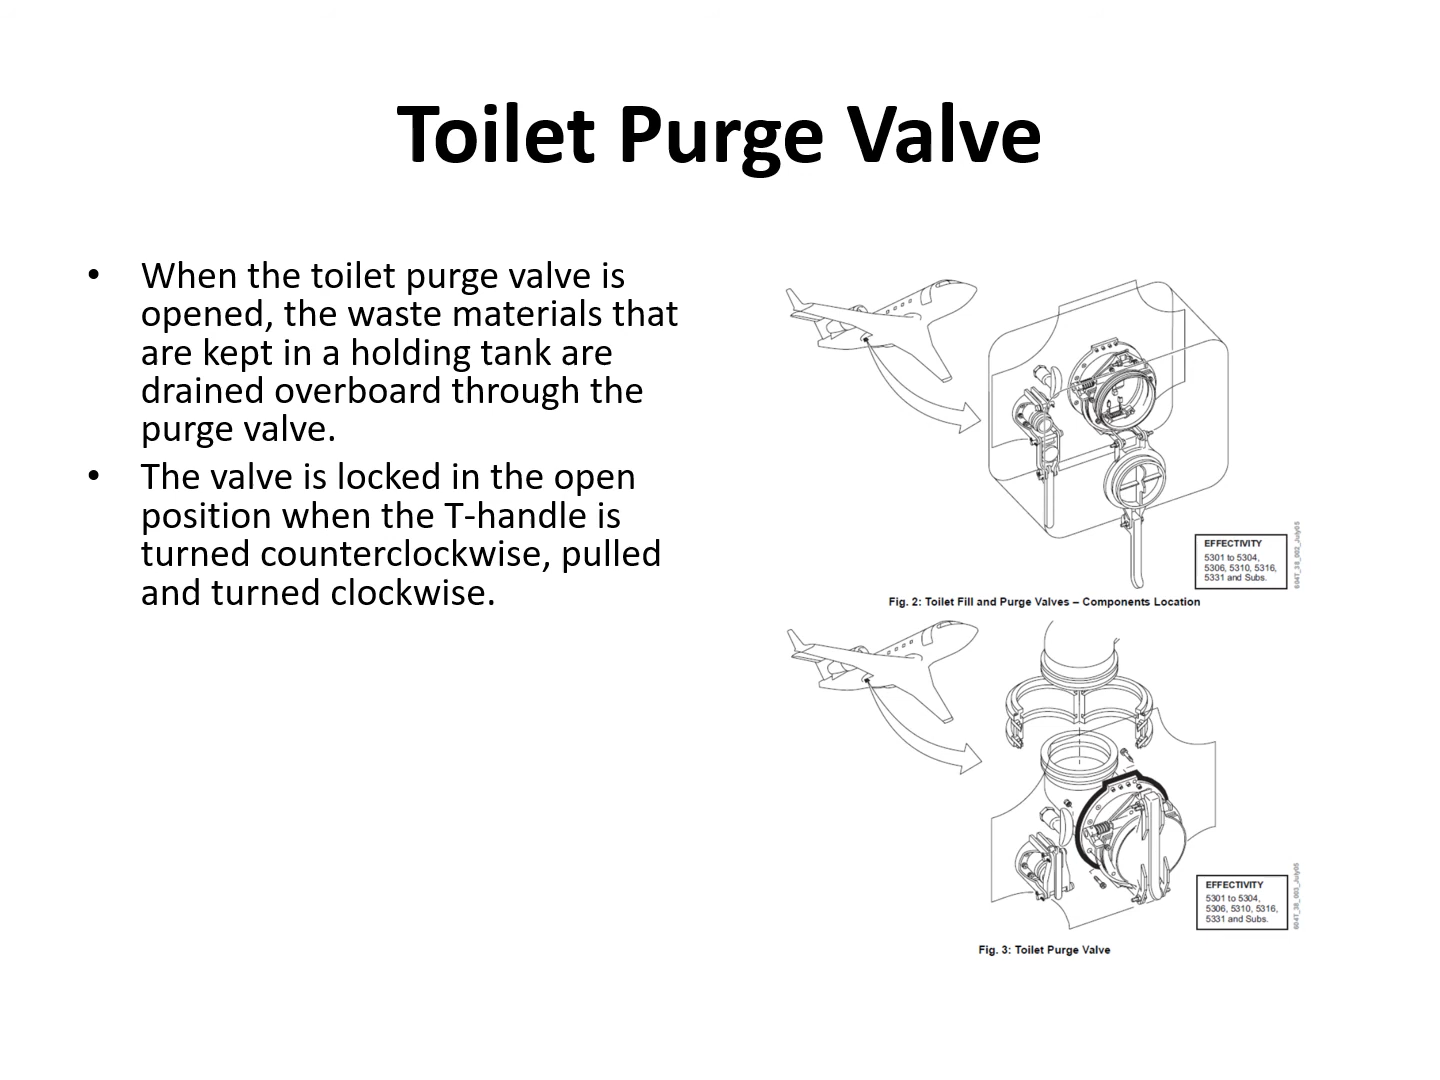 Toilet Purge Valve
• When the toilet purge valve is
opened, the waste materials that
are kept in a holding tank are
drained overboard through the
purge valve.
• The valve is locked in the open
position when the T-handle is
turned counterclockwise, pulled
and turned clockwise.
EFFECTIVITY
5301 to 5304,
5306, 5310, 5316,
5331 and Subs.
604T_38_002_July05
Fig. 2: Toilet Fill and Purge Valves – Components Location
EFFECTIVITY
5301 to 5304,
5306, 5310, 5316,
5331 and Subs.
604T_38_003_July05
Fig. 3: Toilet Purge Valve